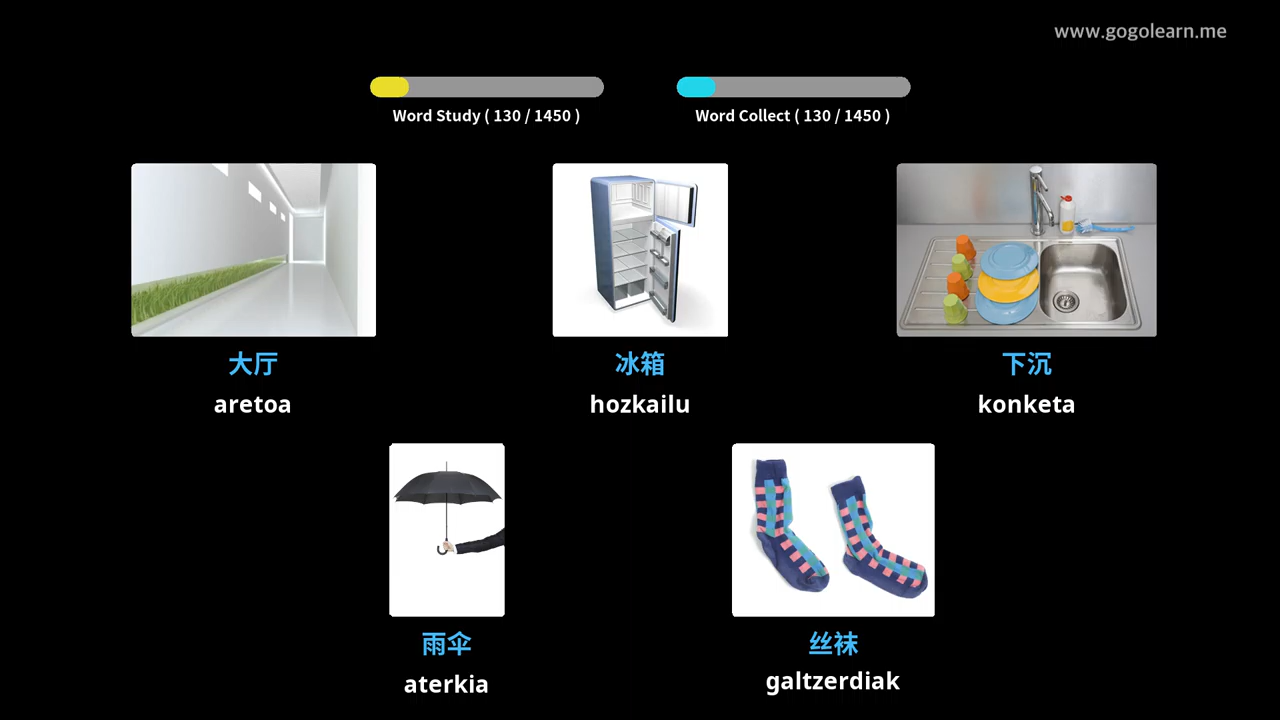 www.gogolearn.me
Word Study ( 130 / 1450 )
Word Collect ( 130 / 1450 )
大厅
aretoa
冰箱
hozkailu
下沉
konketa
雨伞
aterkia
丝袜
galtzerdiak